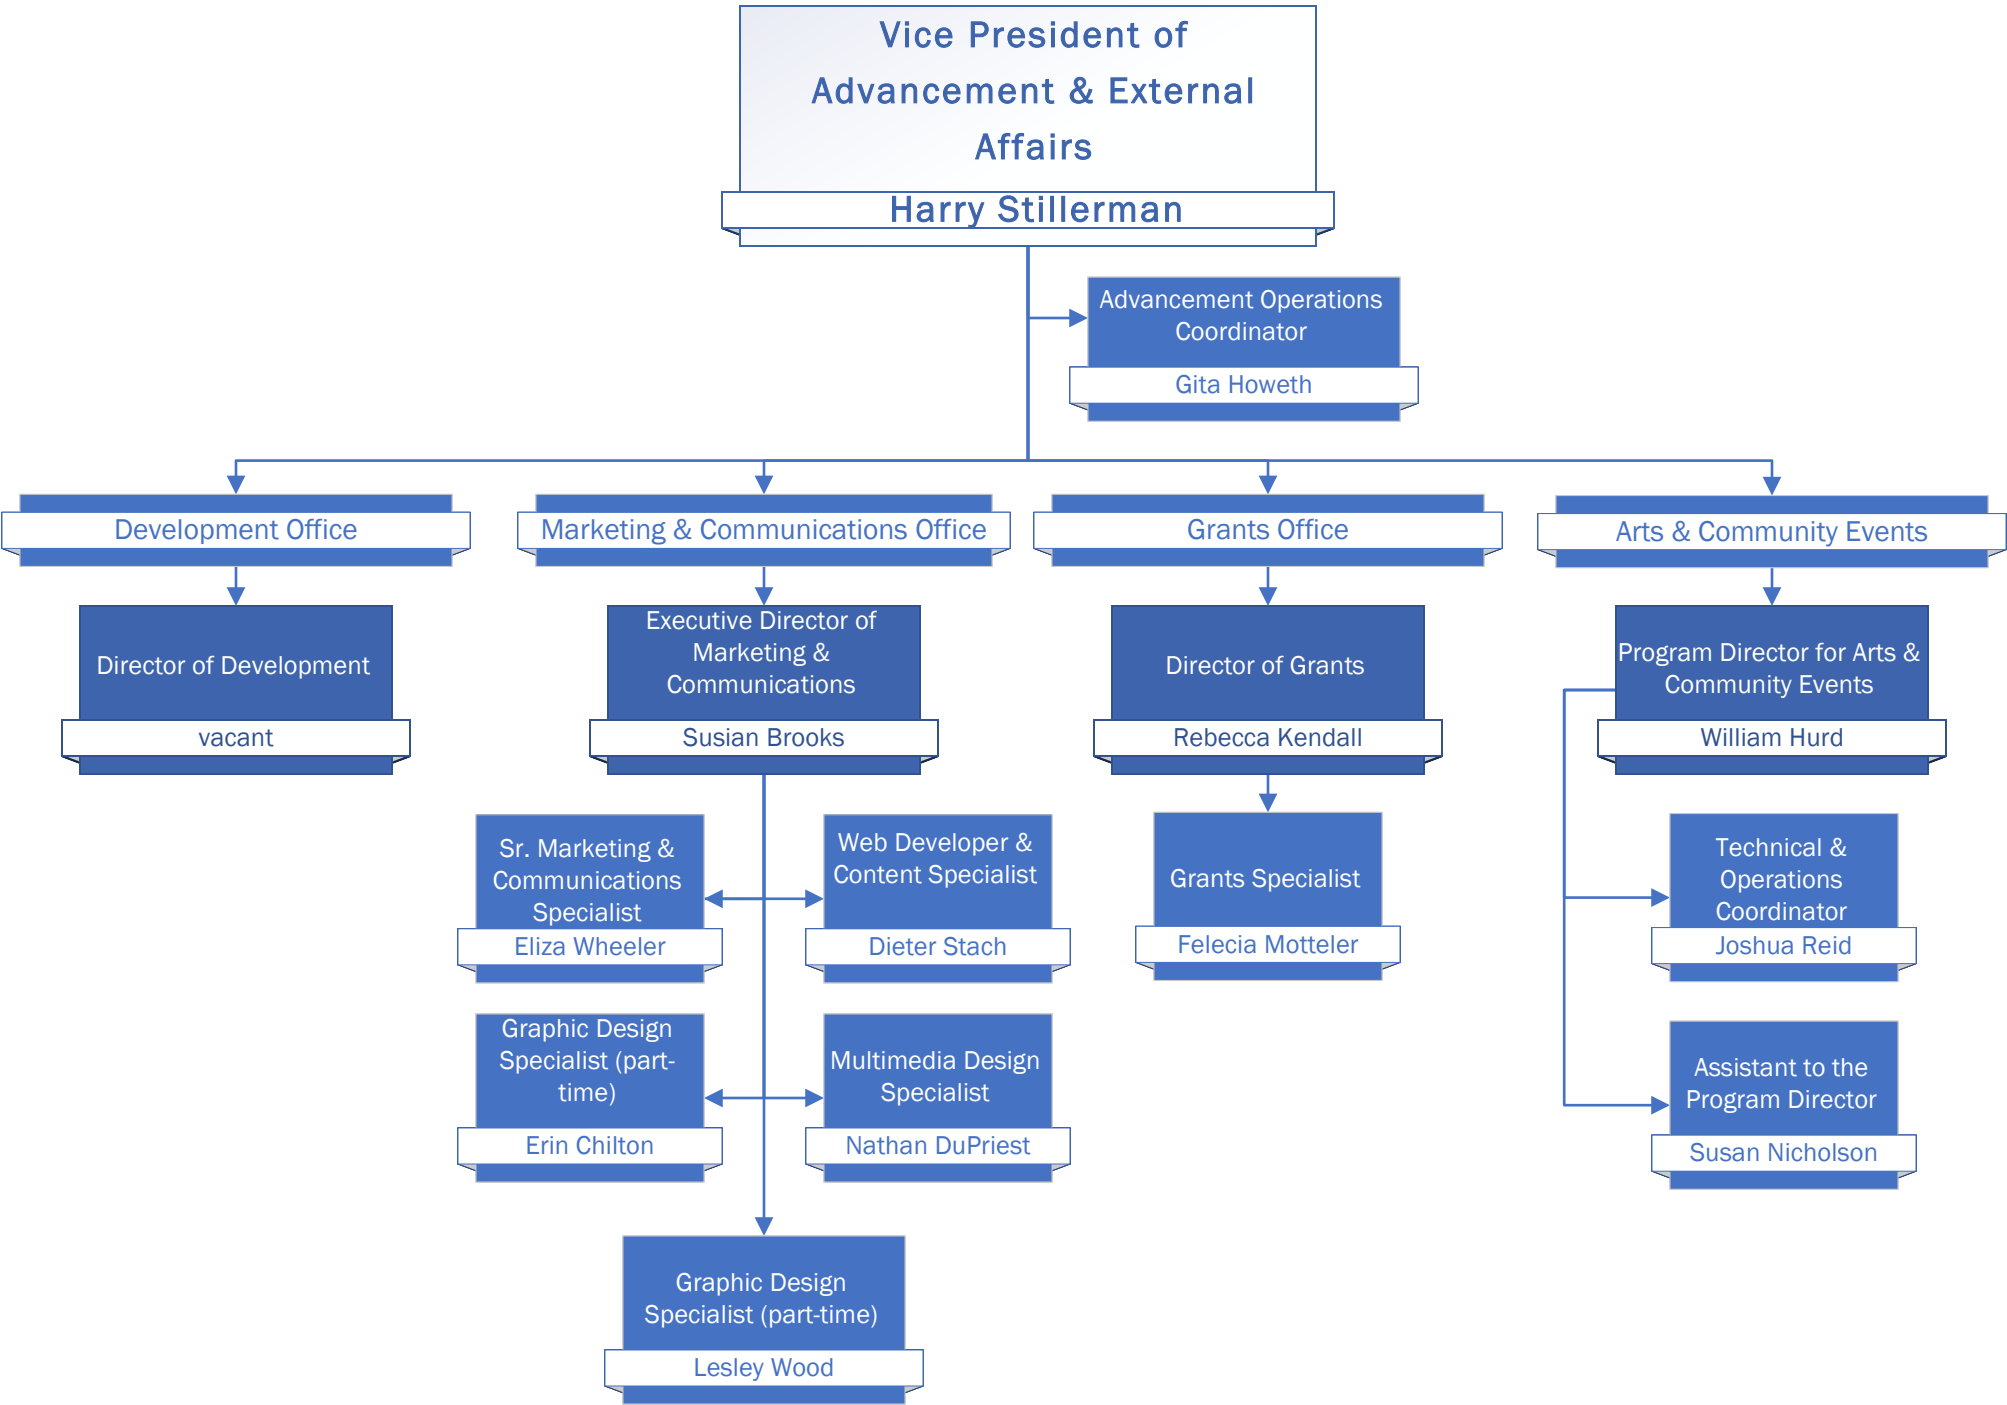 Vice President of
Advancement & External
Affairs
Harry Stillerman
Advancement Operations
Coordinator
Gita Howeth
Development Office
Marketing & Communications Office
Grants Office
Arts & Community Events
Director of Development
vacant
Executive Director of
Marketing &
Communications
Susian Brooks
Director of Grants
Rebecca Kendall
Program Director for Arts &
Community Events
William Hurd
Sr. Marketing &
Communications
Specialist
Eliza Wheeler
Web Developer &
Content Specialist
Dieter Stach
Grants Specialist
Felecia Motteler
Technical &
Operations
Coordinator
Joshua Reid
Graphic Design
Specialist (part-
time)
Erin Chilton
Multimedia Design
Specialist
Nathan DuPriest
Assistant to the
Program Director
Susan Nicholson
Graphic Design
Specialist (part-time)
Lesley Wood